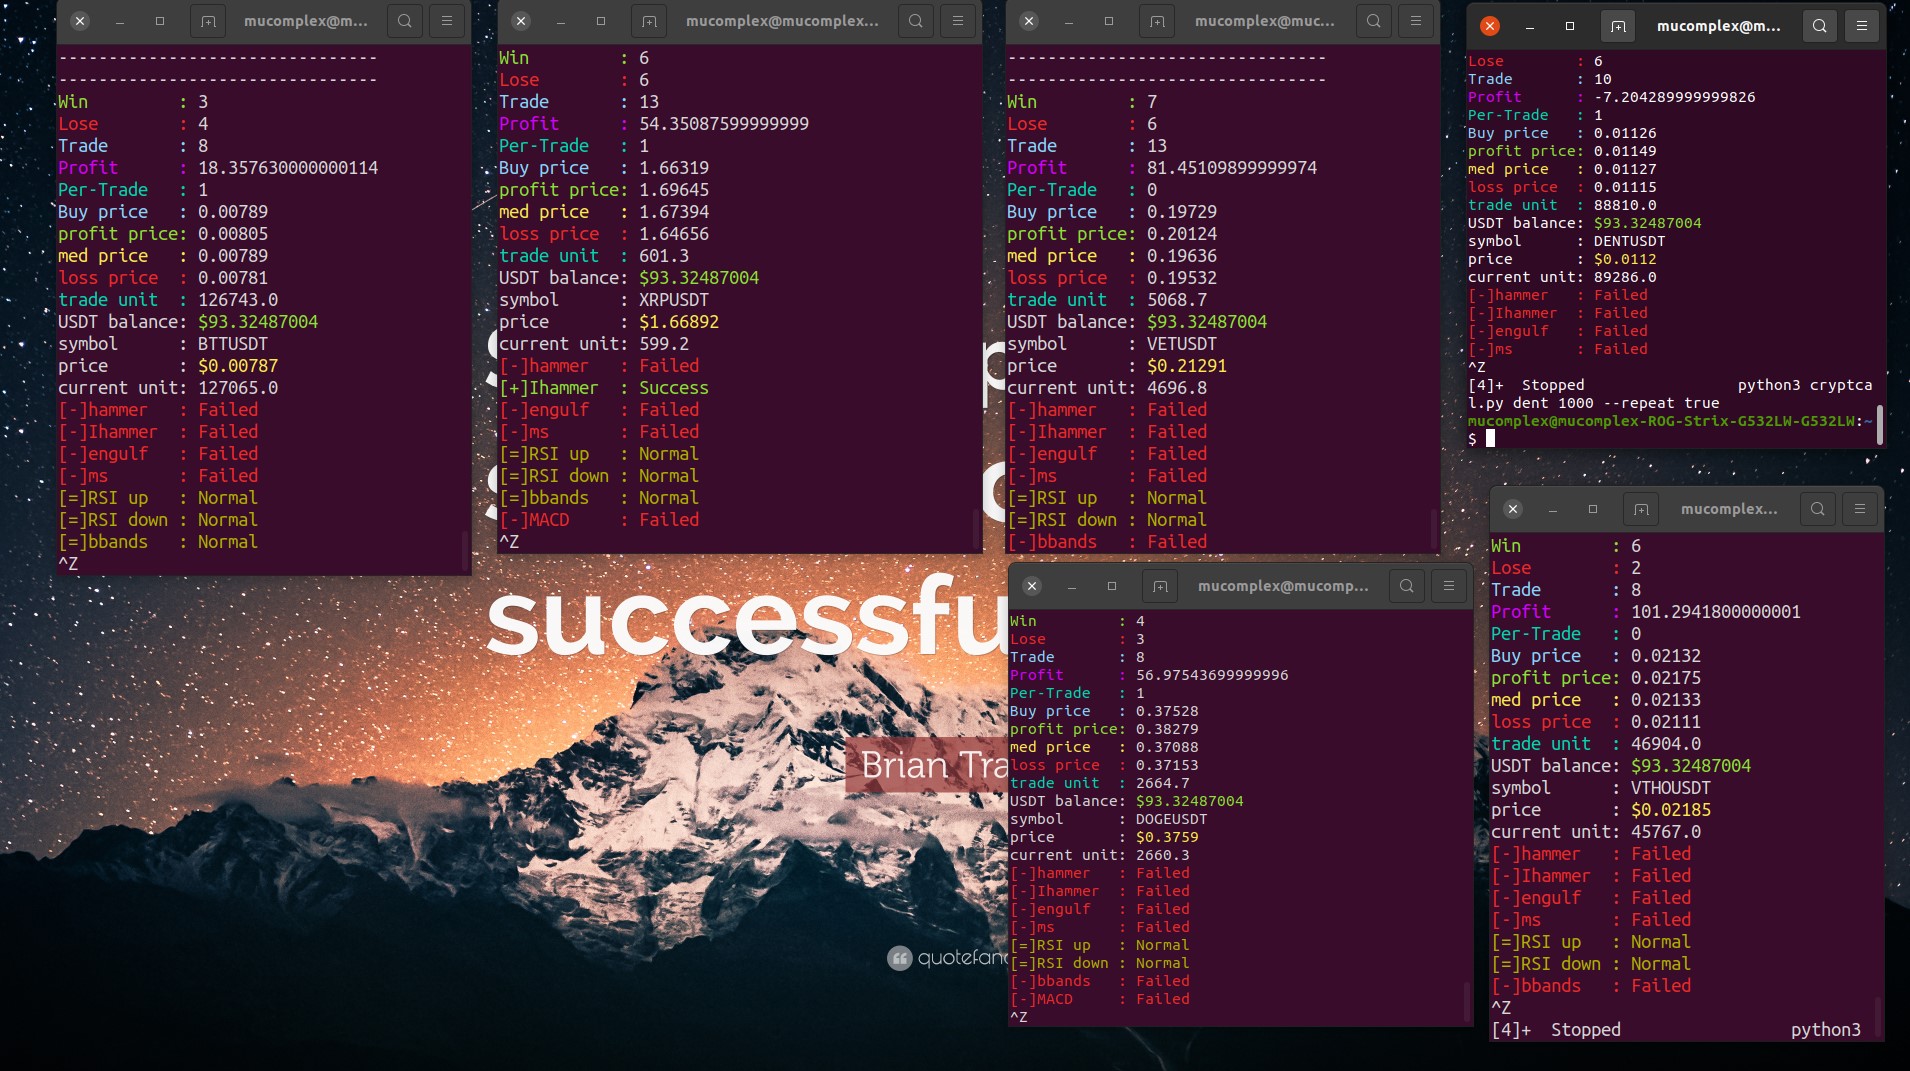 mucomplex@m...
--------------------------------
--------------------------------
Win : 3
Lose : 4
Trade : 8
Profit : 18.357630000000114
Per-Trade : 1
Buy price : 0.00789
profit price: 0.00805
med price : 0.00789
loss price : 0.00781
trade unit : 126743.0
USDT balance: $93.32487004
symbol : BTTUSDT
price : $0.00787
current unit: 127065.0
[-]hammer : Failed
[-]Ihammer : Failed
[-]engulf : Failed
[-]ms : Failed
[=]RSI up : Normal
[=]RSI down : Normal
[=]bbands : Normal
^Z
mucomplex@mucomplex...
Win : 6
Lose : 6
Trade : 13
Profit : 54.35087599999999
Per-Trade : 1
Buy price : 1.66319
profit price: 1.69645
med price : 1.67394
loss price : 1.64656
trade unit : 601.3
USDT balance: $93.32487004
symbol : XRPUSDT
price : $1.66892
current unit: 599.2
[-]hammer : Failed
[+]Ihammer : Success
[-]engulf : Failed
[-]ms : Failed
[=]RSI up : Normal
[=]RSI down : Normal
[=]bbands : Normal
[-]MACD : Failed
^Z
mucomplex@muc...
--------------------------------
--------------------------------
Win : 7
Lose : 6
Trade : 13
Profit : 81.45109899999974
Per-Trade : 0
Buy price : 0.19729
profit price: 0.20124
med price : 0.19636
loss price : 0.19532
trade unit : 5068.7
USDT balance: $93.32487004
symbol : VETUSDT
price : $0.21291
current unit: 4696.8
[-]hammer : Failed
[-]Ihammer : Failed
[-]engulf : Failed
[-]ms : Failed
[=]RSI up : Normal
[=]RSI down : Normal
[-]bbands : Failed
mucomplex@m...
Lose : 6
Trade : 10
Profit : -7.204289999999826
Per-Trade : 1
Buy price : 0.01126
profit price: 0.01149
med price : 0.01127
loss price : 0.01115
trade unit : 88810.0
USDT balance: $93.32487004
symbol : DENTUSDT
price : $0.0112
current unit: 89286.0
[-]hammer : Failed
[-]Ihammer : Failed
[-]engulf : Failed
[-]ms : Failed
^Z
[4]+ Stopped python3 cryptca
l.py dent 1000 --repeat true
mucomplex@mucomplex-ROG-Strix-G532LW-G532LW:~
$
mucomplex@mucomp...
Win : 4
Lose : 3
Trade : 8
Profit : 56.97543699999996
Per-Trade : 1
Buy price : 0.37528
profit price: 0.38279
med price : 0.37088
loss price : 0.37153
trade unit : 2664.7
USDT balance: $93.32487004
symbol : DOGEUSDT
price : $0.3759
current unit: 2660.3
[-]hammer : Failed
[-]Ihammer : Failed
[-]engulf : Failed
[-]ms : Failed
[=]RSI up : Normal
[=]RSI down : Normal
[-]bbands : Failed
[-]MACD : Failed
^Z
mucomplex...
Win : 6
Lose : 2
Trade : 8
Profit : 101.2941800000001
Per-Trade : 0
Buy price : 0.02132
profit price: 0.02175
med price : 0.02133
loss price : 0.02111
trade unit : 46904.0
USDT balance: $93.32487004
symbol : VTHOUSDT
price : $0.02185
current unit: 45767.0
[-]hammer : Failed
[-]Ihammer : Failed
[-]engulf : Failed
[-]ms : Failed
[=]RSI up : Normal
[=]RSI down : Normal
[-]bbands : Failed
^Z
[4]+ Stopped python3
successfu
Brian Tra
quotefan